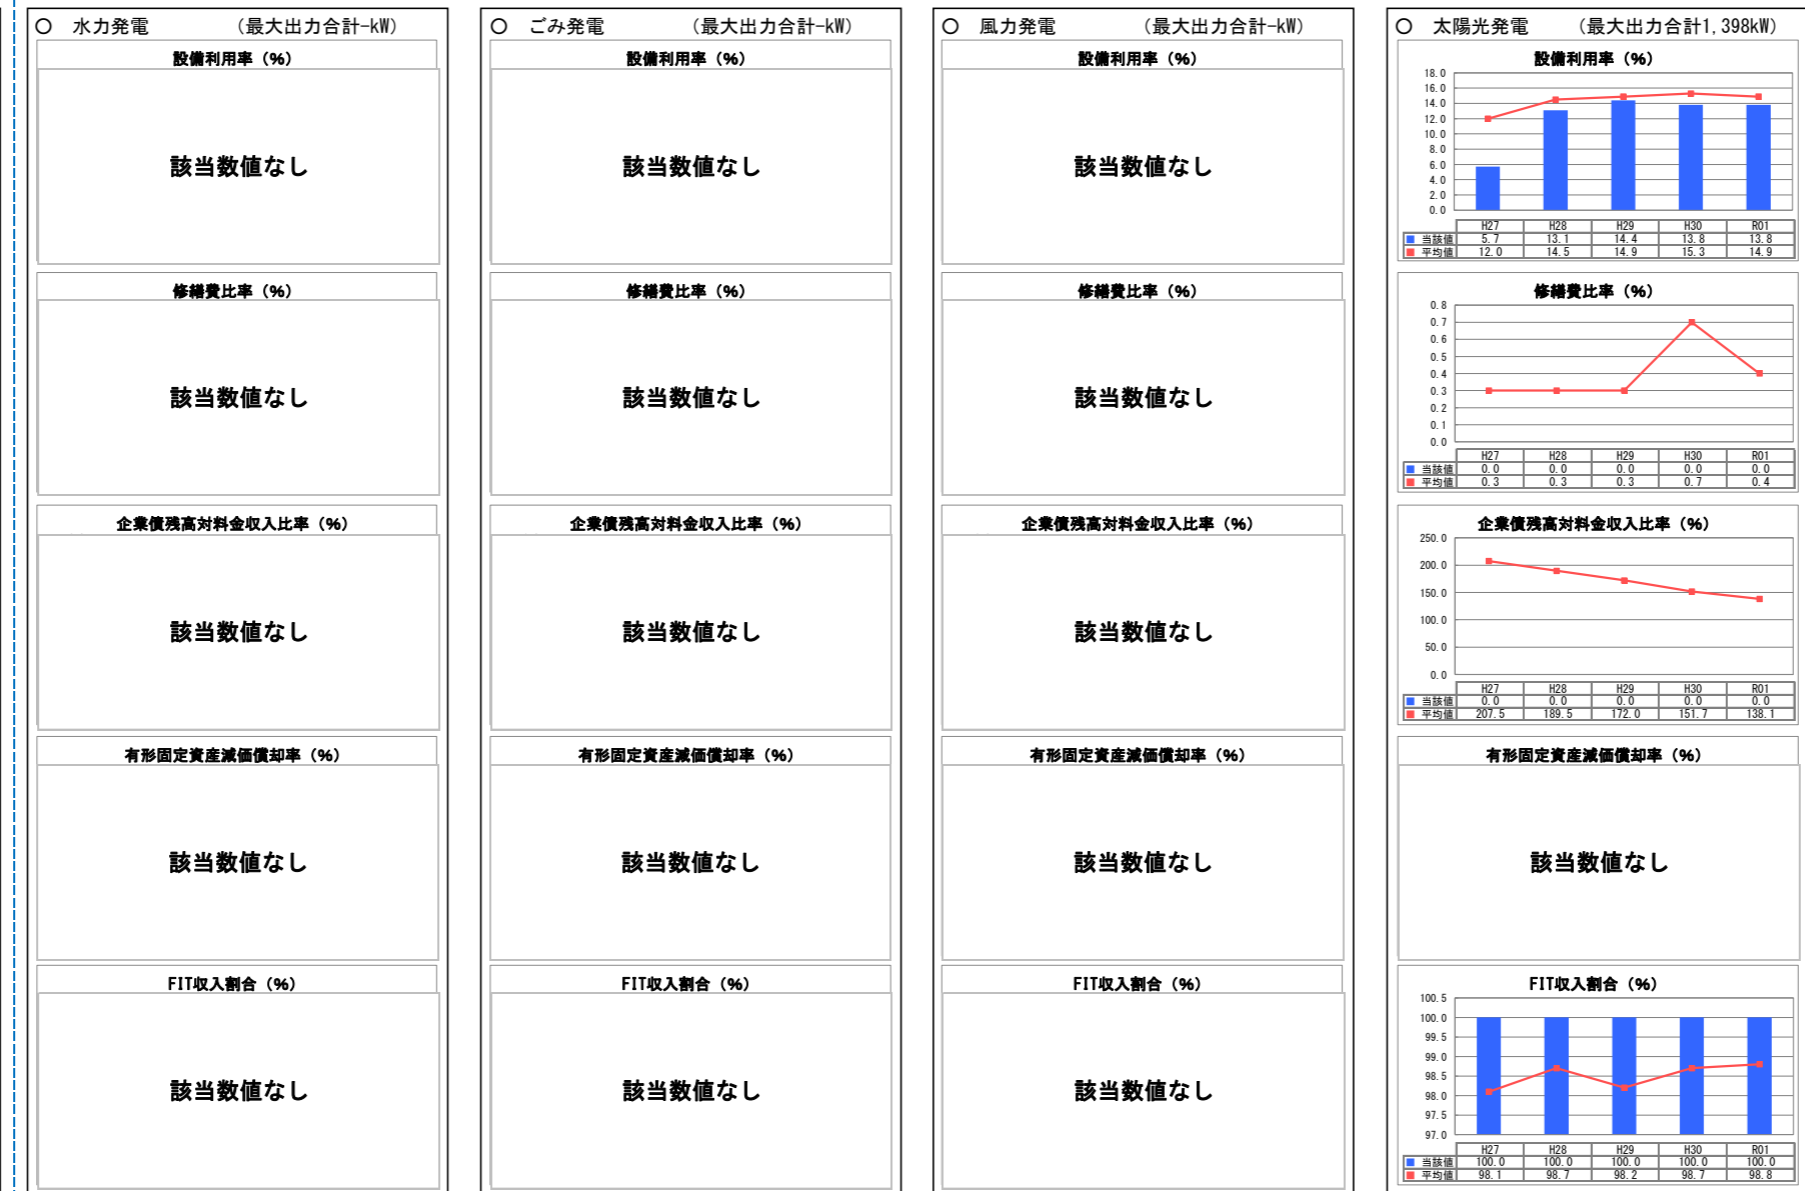 ○ 水力発電 （最大出力合計-kW）
設備利用率（%）
該当数値なし
修繕費比率（%）
該当数値なし
企業債残高対料金収入比率（%）
該当数値なし
有形固定資産減価償却率（%）
該当数値なし
FIT収入割合（%）
該当数値なし
○ ごみ発電 （最大出力合計-kW）
設備利用率（%）
該当数値なし
修繕費比率（%）
該当数値なし
企業債残高対料金収入比率（%）
該当数値なし
有形固定資産減価償却率（%）
該当数値なし
FIT収入割合（%）
該当数値なし
○ 風力発電 （最大出力合計-kW）
設備利用率（%）
該当数値なし
修繕費比率（%）
該当数値なし
企業債残高対料金収入比率（%）
該当数値なし
有形固定資産減価償却率（%）
該当数値なし
FIT収入割合（%）
該当数値なし
○ 太陽光発電 （最大出力合計1,398kW）
設備利用率（%）
18.0
16.0
14.0
12.0
10.0
8.0
6.0
4.0
2.0
0.0
H27 H28 H29 H30 R01
当該値 5.7 13.1 14.4 13.8 13.8
平均値 12.0 14.5 14.9 15.3 14.9
修繕費比率（%）
0.8
0.7
0.6
0.5
0.4
0.3
0.2
0.1
0.0
H27 H28 H29 H30 R01
当該値 0.0 0.0 0.0 0.0 0.0
平均値 0.3 0.3 0.3 0.7 0.4
企業債残高対料金収入比率（%）
250.0
200.0
150.0
100.0
50.0
0.0
H27 H28 H29 H30 R01
当該値 0.0 0.0 0.0 0.0 0.0
平均値 207.5 189.5 172.0 151.7 138.1
有形固定資産減価償却率（%）
該当数値なし
FIT収入割合（%）
100.5
100.0
99.5
99.0
98.5
98.0
97.5
97.0
H27 H28 H29 H30 R01
当該値 100.0 100.0 100.0 100.0 100.0
平均値 98.1 98.7 98.2 98.7 98.8